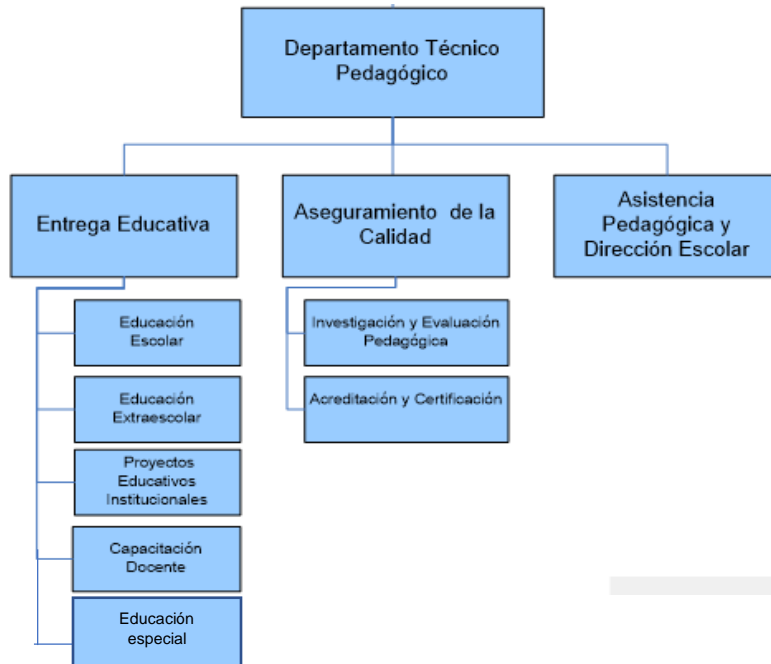 Departamento Técnico
Pedagógico
Entrega Educativa
Aseguramiento de la
Calidad
Asistencia
Pedagógica y
Dirección Escolar
Educación
Escolar
Educación
Extraescolar
Proyectos
Educativos
Institucionales
Capacitación
Docente
Educación
especial
Investigación y Evaluación
Pedagógica
Acreditación y Certificación